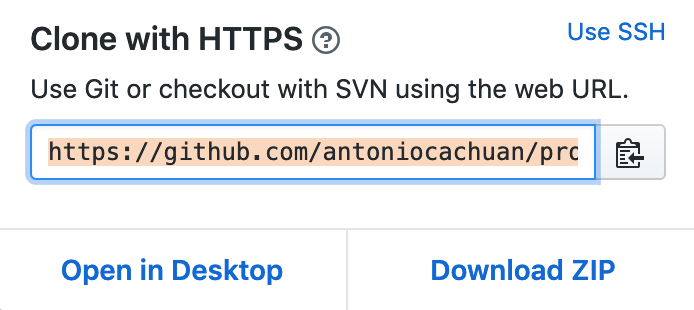 Clone with HTTPS ? Use SSH
Use Git or checkout with SVN using the web URL.
https://github.com/antoniocachuan/pro
Open in Desktop Download ZIP